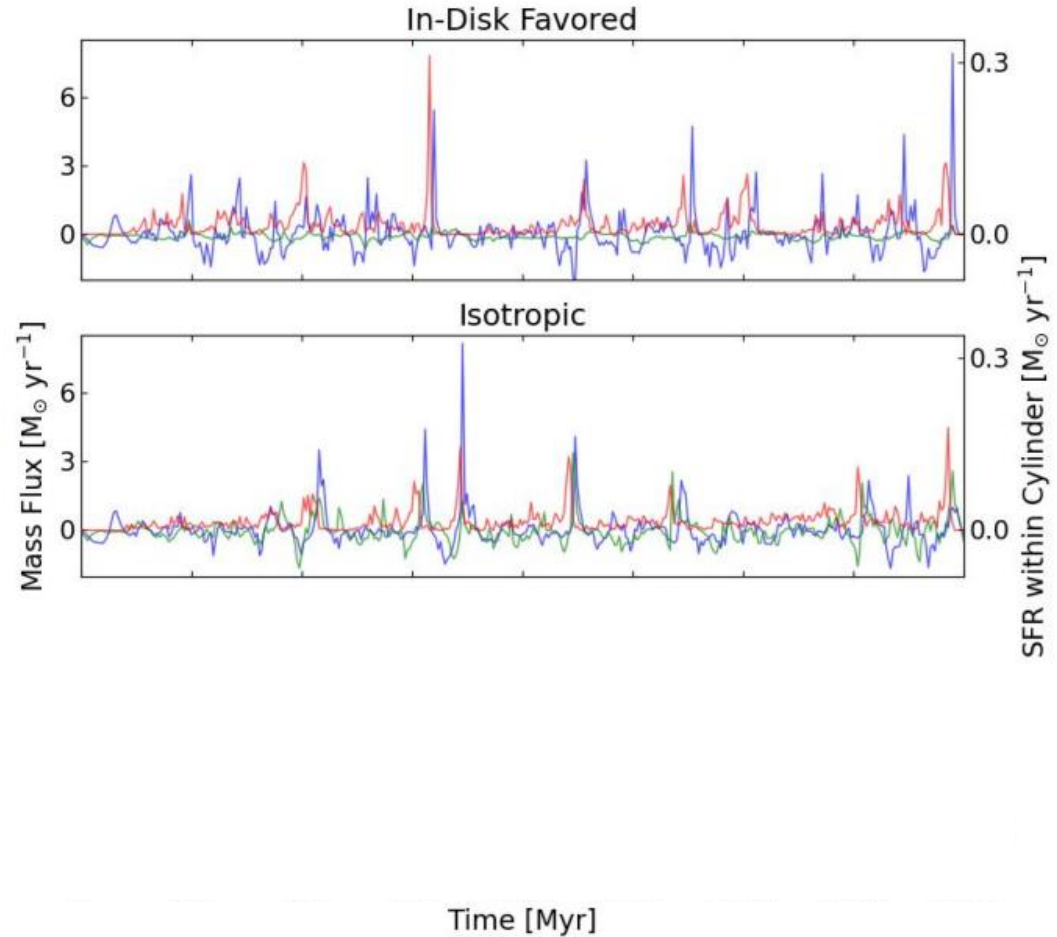 In-Disk Favored
6
3
0
0.3
0.0
Isotropic
6
3
0
0.3
0.0
Mass Flux [M⊙ yr⁻¹]
SFR within Cylinder [M⊙ yr⁻¹]
Time [Myr]